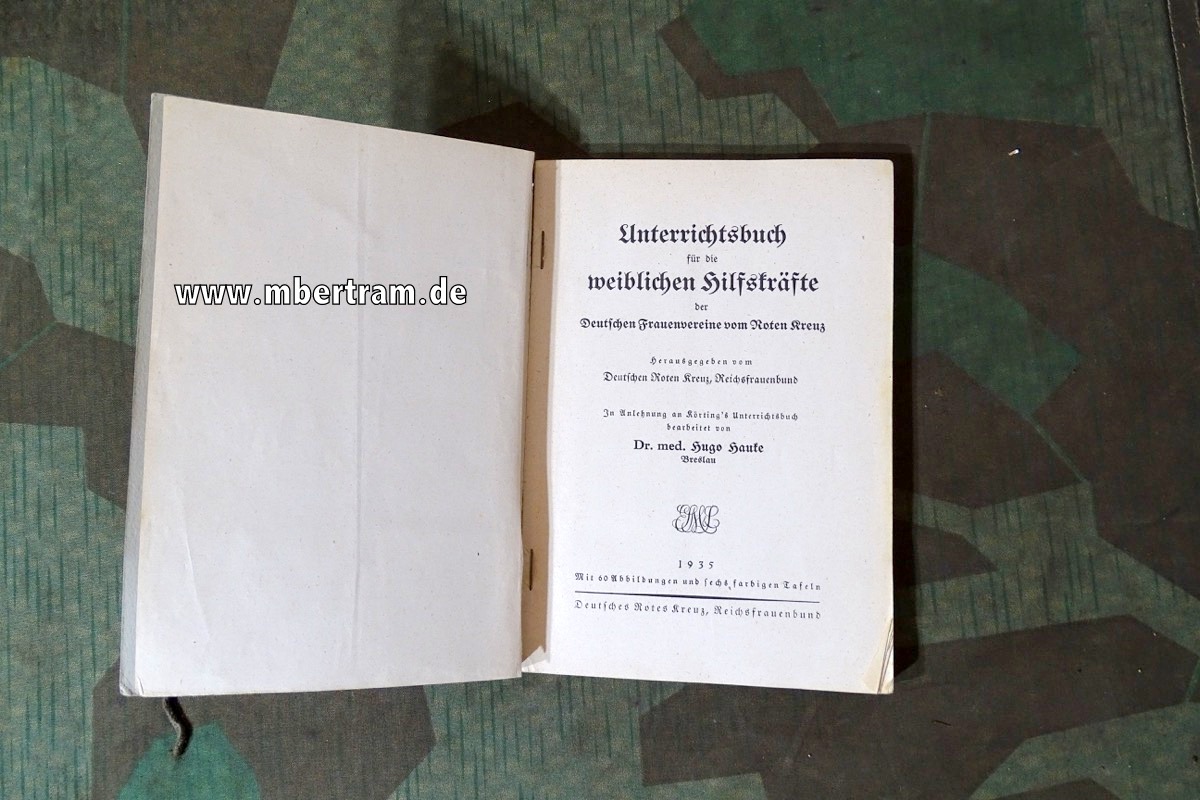 www.mbertram.de
Unterrichtsbuch
für die
weiblichen Hilfskräfte
der
Deutschen Frauenvereine vom Roten Kreuz
Herausgegeben vom
Deutschen Roten Kreuz, Reichsfrauenbund
In Anlehnung an Körting's Unterrichtsbuch
bearbeitet von
Dr. med. Hugo Hauke
Breslau
1935
Mit 60 Abbildungen und sechs farbigen Tafeln
Deutsches Rotes Kreuz, Reichsfrauenbund